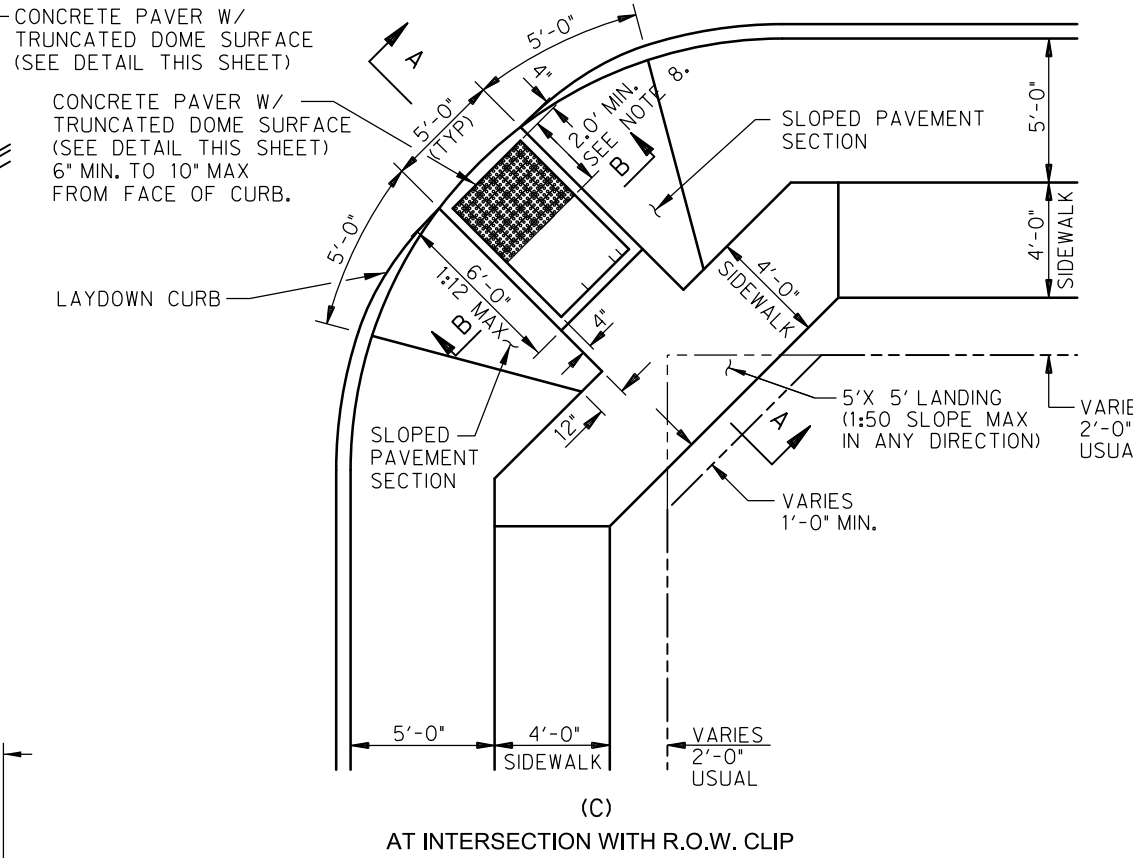 CONCRETE PAVER W/
TRUNCATED DOME SURFACE
(SEE DETAIL THIS SHEET)
CONCRETE PAVER W/
TRUNCATED DOME SURFACE
(SEE DETAIL THIS SHEET)
6" MIN. TO 10" MAX
FROM FACE OF CURB.
A
5'-0"
4"
5'-0"
(TYP)
2.0' MIN.
SEE NOTE 8.
B
SLOPED PAVEMENT
SECTION
5'-0"
5'-0"
LAYDOWN CURB
6'-0"
1:12 MAX
B
4"
4'-0"
SIDEWALK
4'-0"
SIDEWALK
12"
SLOPED
PAVEMENT
SECTION
5'X 5' LANDING
(1:50 SLOPE MAX
IN ANY DIRECTION)
A
VARIES
1'-0" MIN.
2'-0"
5'-0"
4'-0"
SIDEWALK
VARIES
2'-0"
USUAL
(C)
AT INTERSECTION WITH R.O.W. CLIP